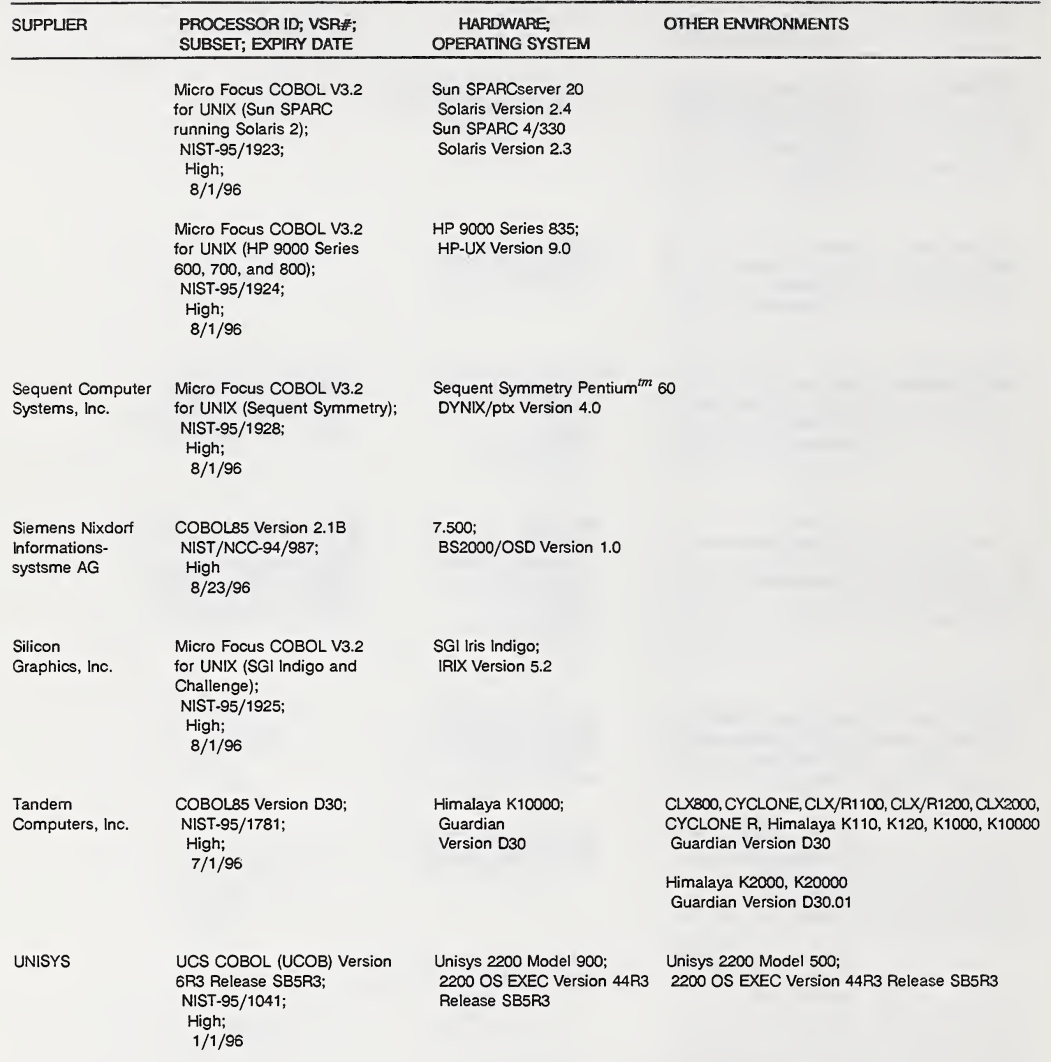 SUPPLIER PROCESSOR ID; VSR#; HARDWARE; OTHER ENVIRONMENTS
SUBSET; EXPIRY DATE OPERATING SYSTEM
Micro Focus COBOL V3.2 Sun SPARCserver 20
for UNIX (Sun SPARC Solaris Version 2.4
running Solaris 2); Sun SPARC 4/330
NIST-95/1923; Solaris Version 2.3
High;
8/1/96
Micro Focus COBOL V3.2 HP 9000 Series 835;
for UNIX (HP 9000 Series HP-UX Version 9.0
600, 700, and 800);
NIST-95/1924;
High;
8/1/96
Sequent Computer Micro Focus COBOL V3.2 Sequent Symmetry Pentium™ 60
Systems, Inc. for UNIX (Sequent Symmetry); DYNIX/ptx Version 4.0
NIST-95/1928;
High;
8/1/96
Siemens Nixdorf COBOL85 Version 2.1B 7.500;
Informations- NIST/NCC-94/987; BS2000/OSD Version 1.0
systsme AG High
8/23/96
Silicon Micro Focus COBOL V3.2 SGI Iris Indigo;
Graphics, Inc. for UNIX (SGI Indigo and IRIX Version 5.2
Challenge);
NIST-95/1925;
High;
8/1/96
Tandem COBOL85 Version D30; Himalaya K10000; CLX800, CYCLONE, CLX/R1100, CLX/R1200, CLX2000,
Computers, Inc. NIST-95/1781; Guardian CYCLONE R, Himalaya K110, K120, K1000, K10000
High; Version D30 Guardian Version D30
7/1/96
Himalaya K2000, K20000
Guardian Version D30.01
UNISYS UCS COBOL (UCOB) Version Unisys 2200 Model 900; Unisys 2200 Model 500;
6R3 Release SB5R3; 2200 OS EXEC Version 44R3 2200 OS EXEC Version 44R3 Release SB5R3
NIST-95/1041; Release SB5R3
High;
1/1/96